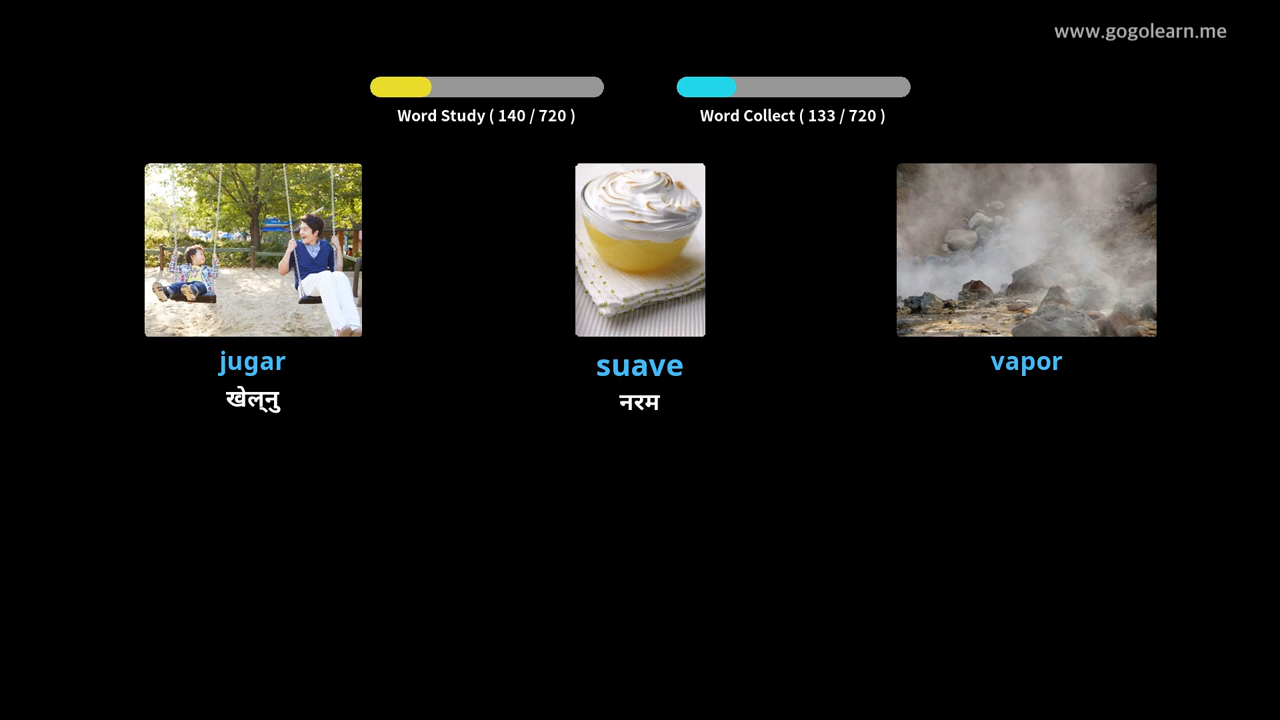 www.gogolearn.me
Word Study ( 140 / 720 )
Word Collect ( 133 / 720 )
jugar
खेल्नु
suave
नरम
vapor